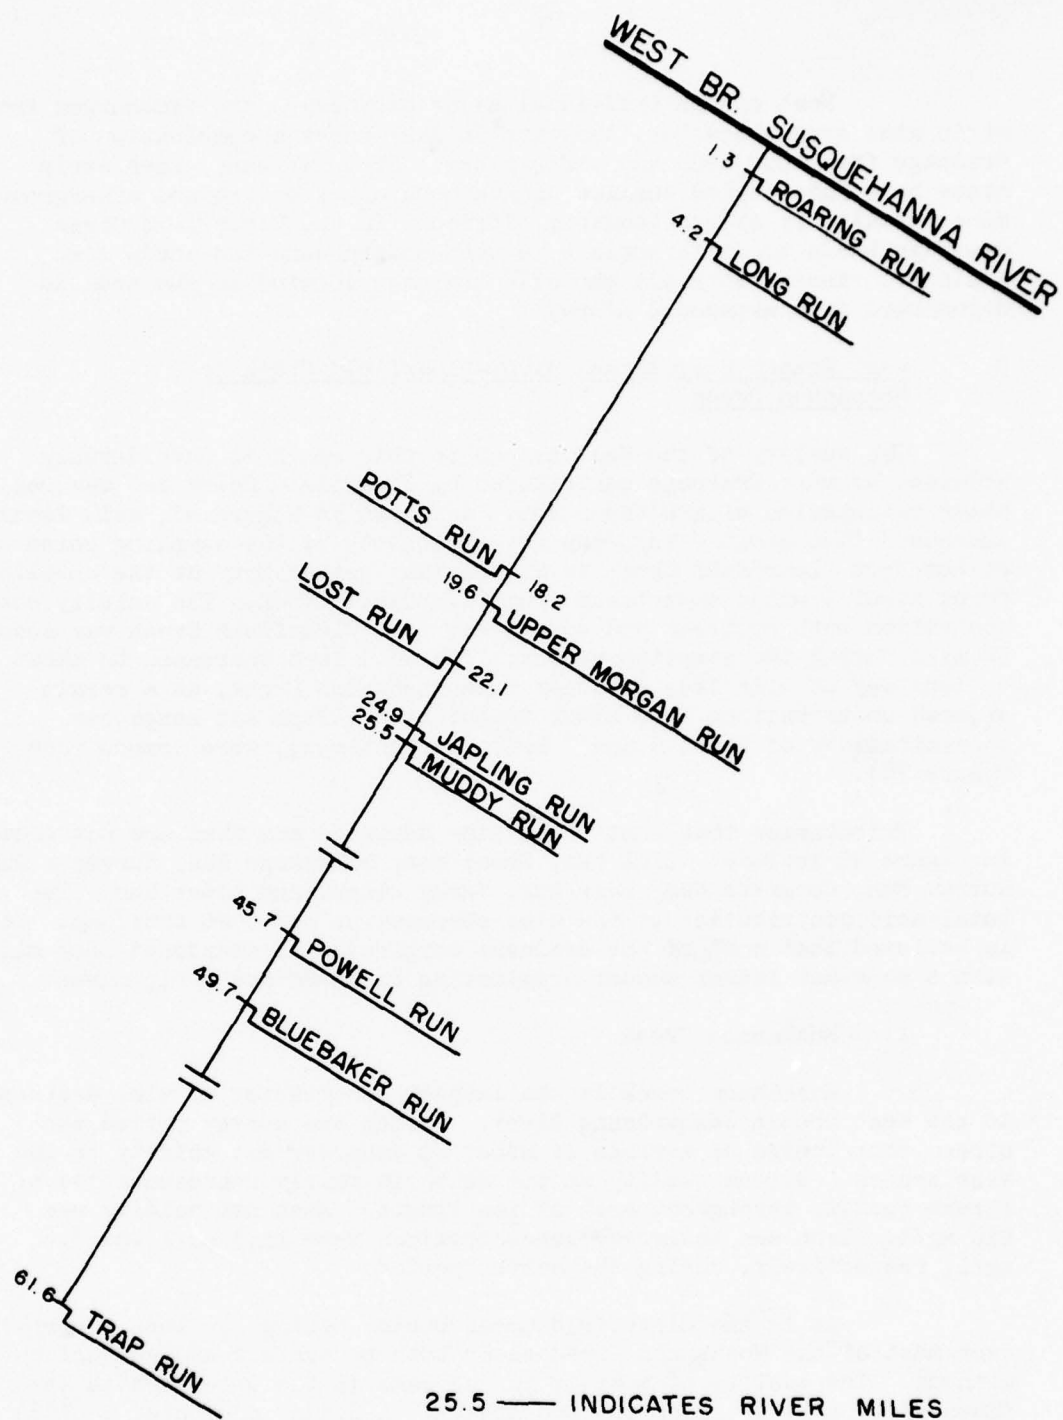 WEST BR. SUSQUEHANNA RIVER
1.3
ROARING RUN
4.2
LONG RUN
POTTS RUN
18.2
19.6
UPPER MORGAN RUN
LOST RUN
22.1
24.9
JAPLING RUN
25.5
MUDDY RUN
45.7
POWELL RUN
49.7
BLUEBAKER RUN
61.6
TRAP RUN
25.5 — INDICATES RIVER MILES